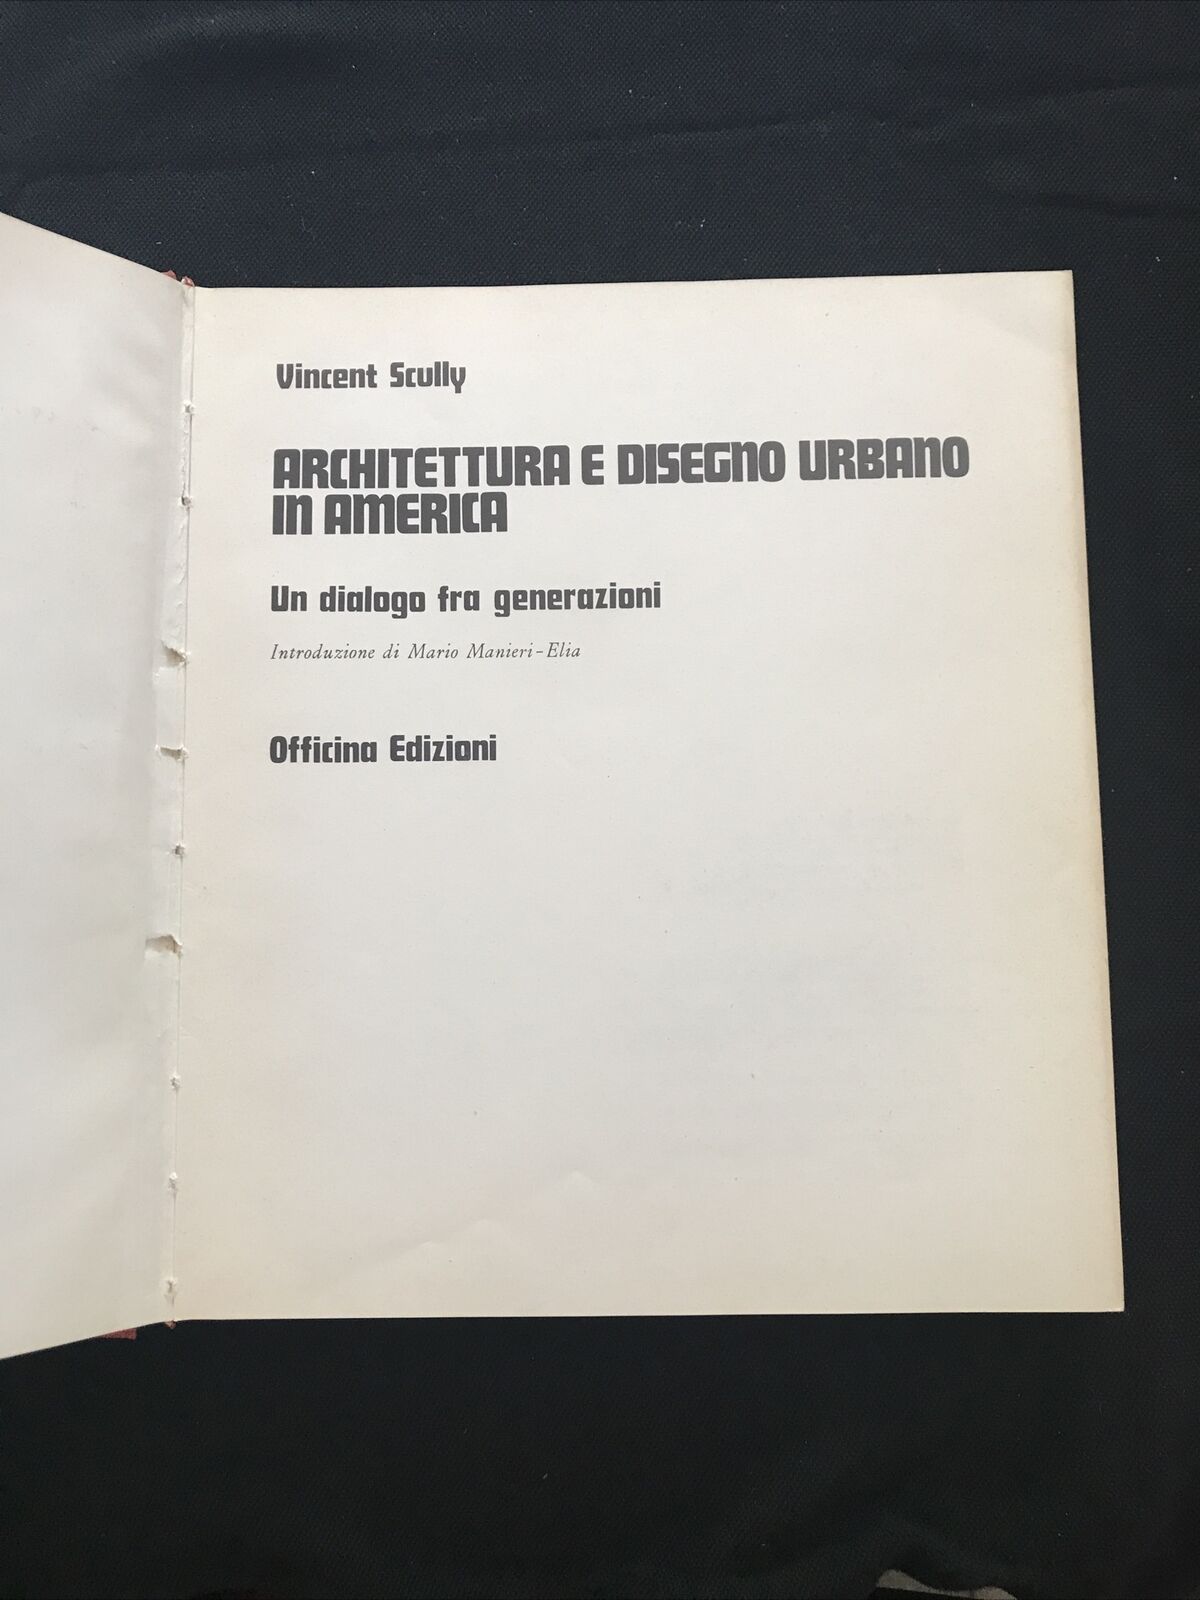 Vincent Scully
ARCHITETTURA E DISEGNO URBANO
IN AMERICA
Un dialogo fra generazioni
Introduzione di Mario Manieri-Elia
Officina Edizioni